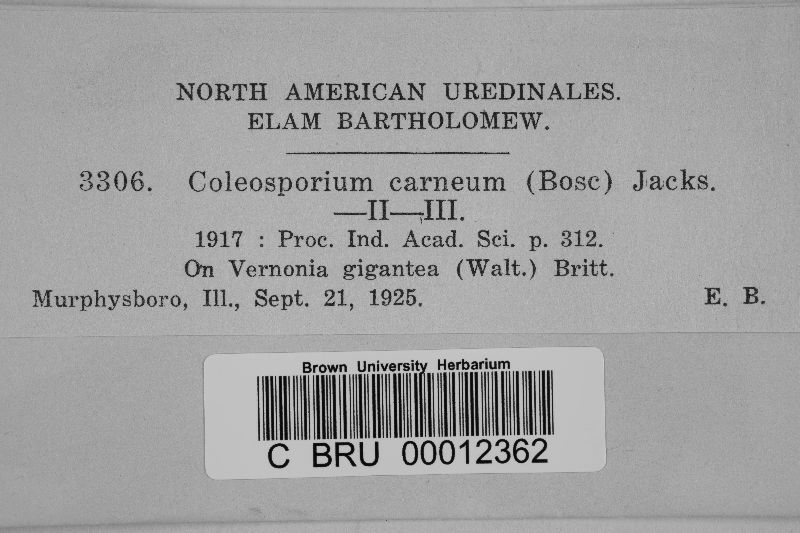 NORTH AMERICAN UREDINALES.
ELAM BARTHOLOMEW.
3306. Coleosporium carneum (Bosc) Jacks.
—II—III.
1917 : Proc. Ind. Acad. Sci. p. 312.
On Vernonia gigantea (Walt.) Britt.
Murphysboro, Ill., Sept. 21, 1925. E. B.
Brown University Herbarium
C BRU 00012362